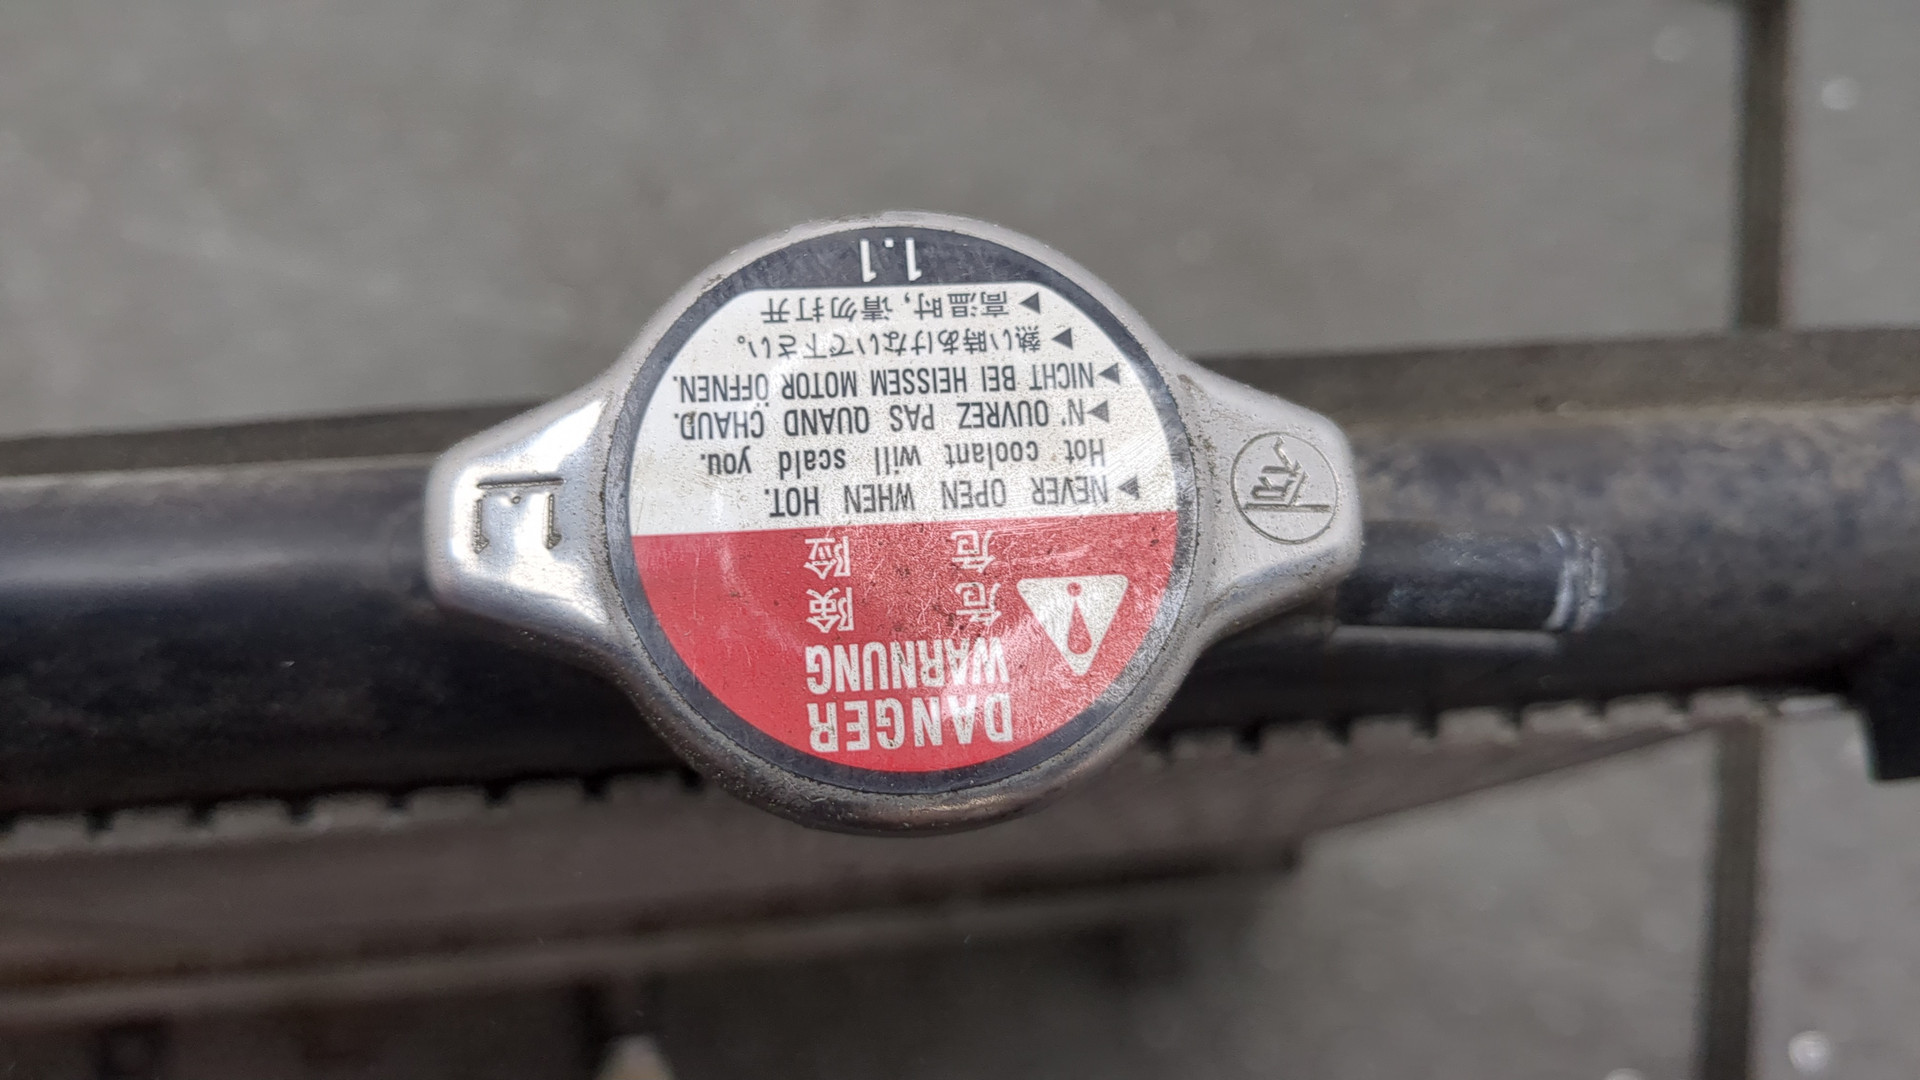 DANGER
WARNUNG
危険
危险
▶NEVER OPEN WHEN HOT.
Hot coolant will scald you.
▶N'OUVREZ PAS QUAND CHAUD.
▶NICHT BEI HEISSEM MOTOR ÖFFNEN.
▶熱い時あけないで下さい。
▶高温时,请勿打开
1.1
1.1